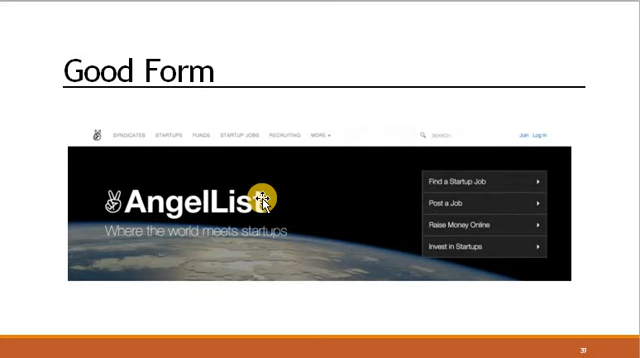 Good Form
SYNDICATES STARTUPS FUNDS STARTUP JOBS RECRUITING MORE SEARCH Join Log In
AngelList
Where the world meets startups
Find a Startup Job
Post a Job
Raise Money Online
Invest in Startups